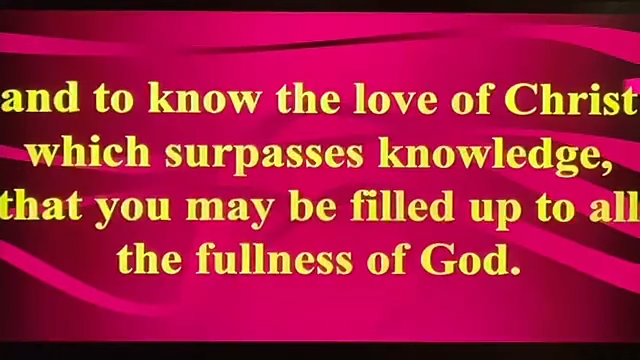 and to know the love of Christ
which surpasses knowledge,
that you may be filled up to all
the fullness of God.